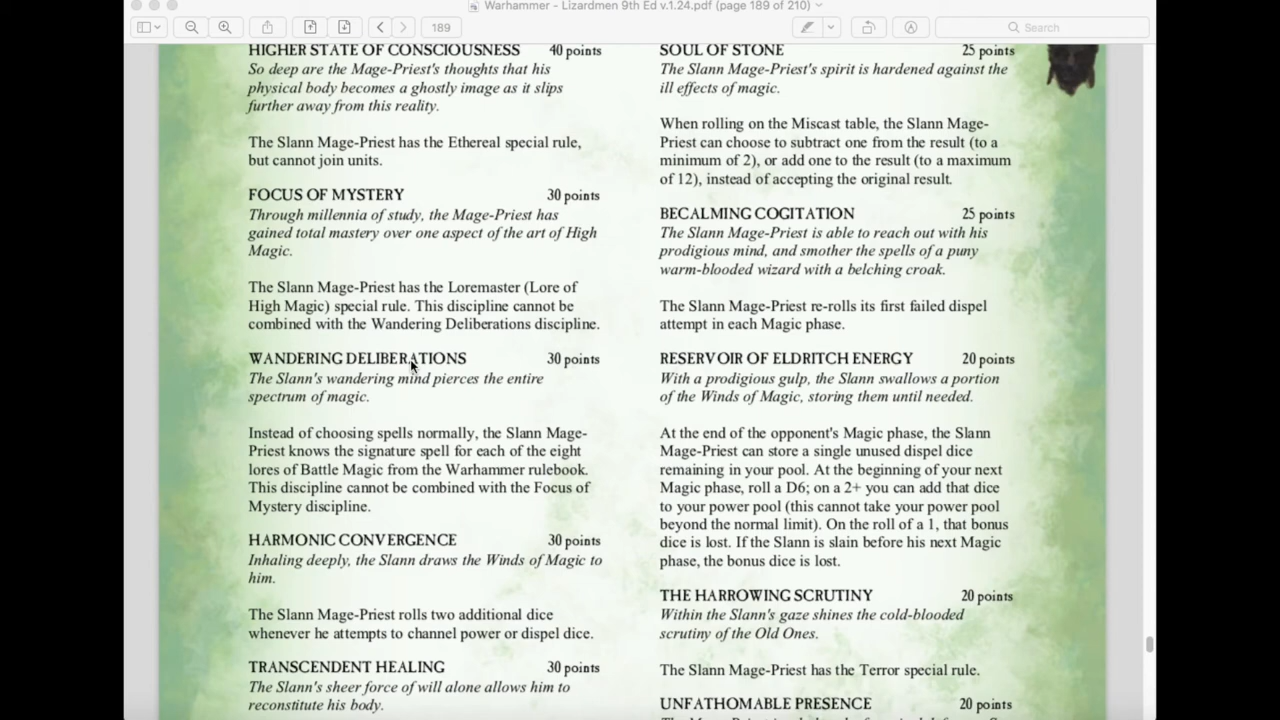 Warhammer - Lizardmen 9th Ed v.1.24.pdf (page 189 of 210)
189
Search
HIGHER STATE OF CONSCIOUSNESS 40 points
So deep are the Mage-Priest's thoughts that his
physical body becomes a ghostly image as it slips
further away from this reality.
The Slann Mage-Priest has the Ethereal special rule,
but cannot join units.
FOCUS OF MYSTERY 30 points
Through millennia of study, the Mage-Priest has
gained total mastery over one aspect of the art of High
Magic.
The Slann Mage-Priest has the Loremaster (Lore of
High Magic) special rule. This discipline cannot be
combined with the Wandering Deliberations discipline.
WANDERING DELIBERATIONS 30 points
The Slann's wandering mind pierces the entire
spectrum of magic.
Instead of choosing spells normally, the Slann Mage-
Priest knows the signature spell for each of the eight
lores of Battle Magic from the Warhammer rulebook.
This discipline cannot be combined with the Focus of
Mystery discipline.
HARMONIC CONVERGENCE 30 points
Inhaling deeply, the Slann draws the Winds of Magic to
him.
The Slann Mage-Priest rolls two additional dice
whenever he attempts to channel power or dispel dice.
TRANSCENDENT HEALING 30 points
The Slann's sheer force of will alone allows him to
reconstitute his body.
SOUL OF STONE 25 points
The Slann Mage-Priest's spirit is hardened against the
ill effects of magic.
When rolling on the Miscast table, the Slann Mage-
Priest can choose to subtract one from the result (to a
minimum of 2), or add one to the result (to a maximum
of 12), instead of accepting the original result.
BECALMING COGITATION 25 points
The Slann Mage-Priest is able to reach out with his
prodigious mind, and smother the spells of a puny
warm-blooded wizard with a belching croak.
The Slann Mage-Priest re-rolls its first failed dispel
attempt in each Magic phase.
RESERVOIR OF ELDRITCH ENERGY 20 points
With a prodigious gulp, the Slann swallows a portion
of the Winds of Magic, storing them until needed.
At the end of the opponent's Magic phase, the Slann
Mage-Priest can store a single unused dispel dice
remaining in your pool. At the beginning of your next
Magic phase, roll a D6; on a 2+ you can add that dice
to your power pool (this cannot take your power pool
beyond the normal limit). On the roll of a 1, that bonus
dice is lost. If the Slann is slain before his next Magic
phase, the bonus dice is lost.
THE HARROWING SCRUTINY 20 points
Within the Slann's gaze shines the cold-blooded
scrutiny of the Old Ones.
The Slann Mage-Priest has the Terror special rule.
UNFATHOMABLE PRESENCE 20 points